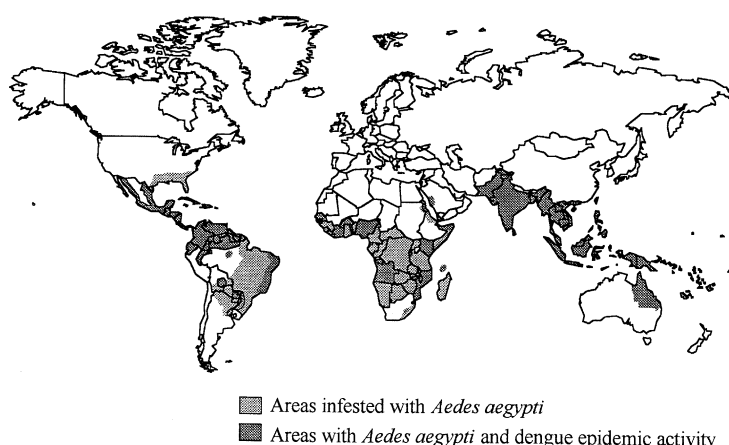 Areas infested with Aedes aegypti
Areas with Aedes aegypti and dengue epidemic activity